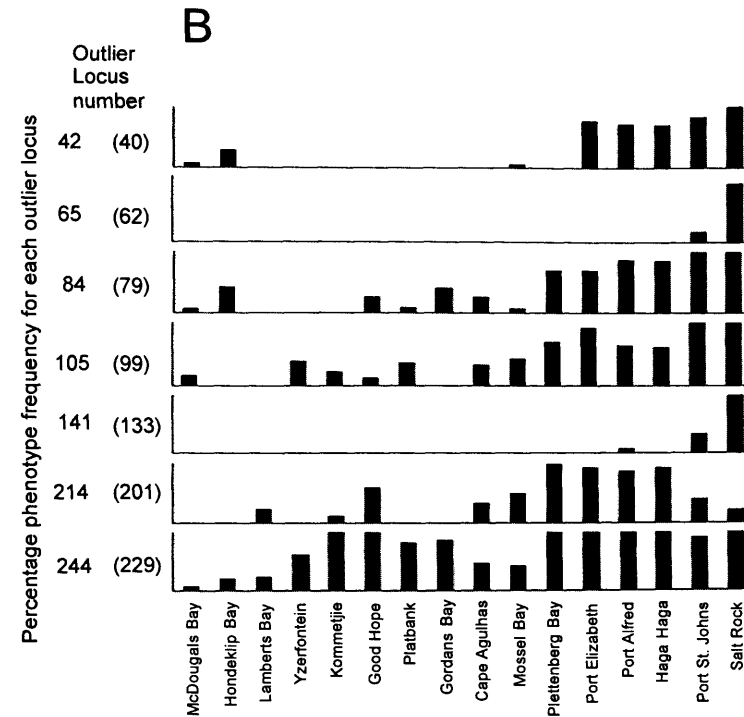 B
Outlier
Locus
number
Percentage phenotype frequency for each outlier locus
42 (40)
65 (62)
84 (79)
105 (99)
141 (133)
214 (201)
244 (229)
McDougals Bay
Hondeklip Bay
Lamberts Bay
Yzerfontein
Kommetjie
Good Hope
Platbank
Gordans Bay
Cape Agulhas
Mossel Bay
Plettenberg Bay
Port Elizabeth
Port Alfred
Haga Haga
Port St. Johns
Salt Rock